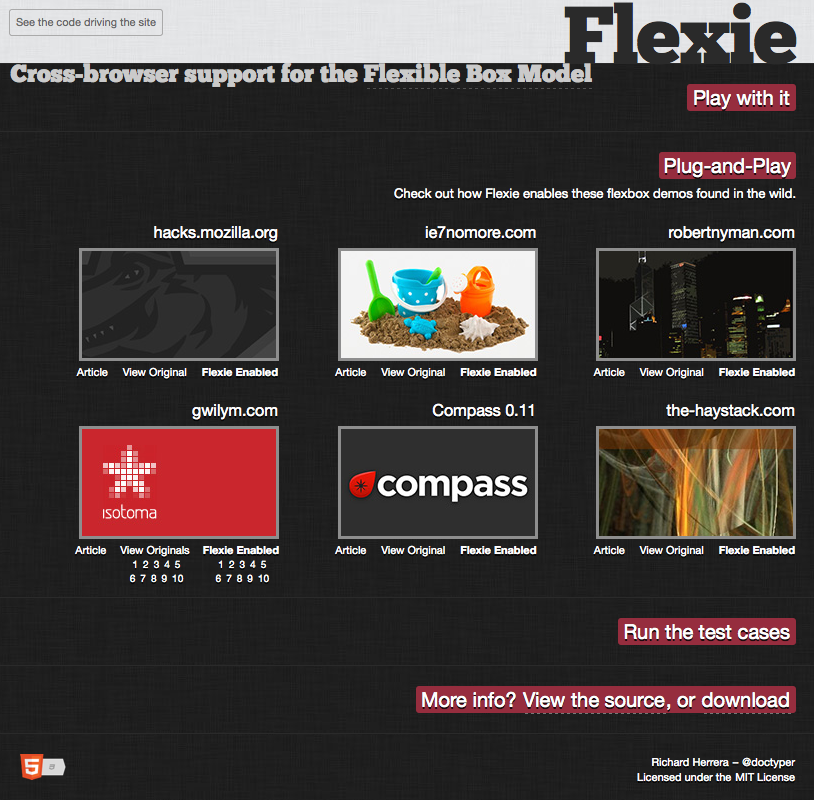 See the code driving the site
Flexie
Cross-browser support for the Flexible Box Model
Play with it
Plug-and-Play
Check out how Flexie enables these flexbox demos found in the wild.
hacks.mozilla.org
ie7nomore.com
robertnyman.com
Article View Original Flexie Enabled
Article View Original Flexie Enabled
Article View Original Flexie Enabled
gwilym.com
Compass 0.11
the-haystack.com
isotoma
compass
Article View Originals Flexie Enabled
1 2 3 4 5 1 2 3 4 5
6 7 8 9 10 6 7 8 9 10
Article View Original Flexie Enabled
Article View Original Flexie Enabled
Run the test cases
More info? View the source, or download
5
Richard Herrera – @doctyper
Licensed under the MIT License